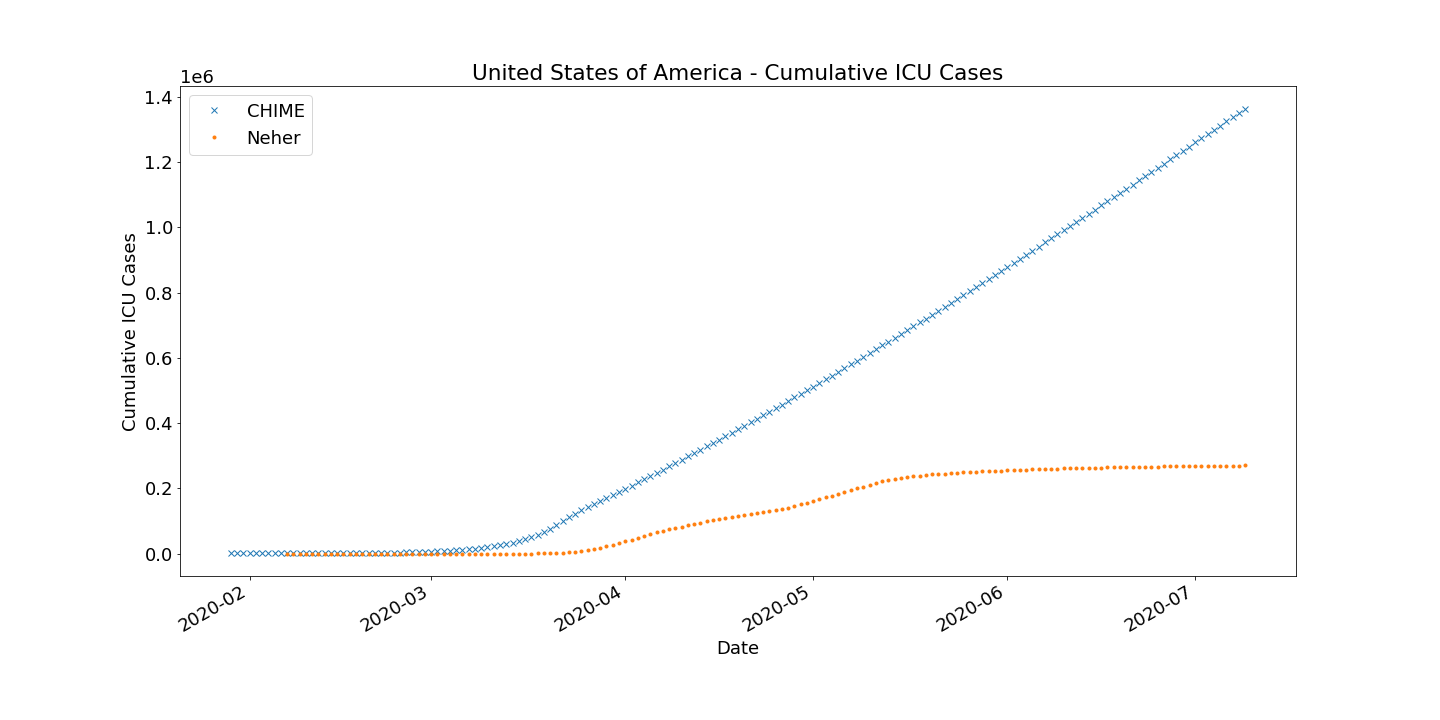 United States of America - Cumulative ICU Cases
1e6
1.4
1.2
1.0
0.8
0.6
0.4
0.2
0.0
Cumulative ICU Cases
CHIME
Neher
2020-02
2020-03
2020-04
2020-05
2020-06
2020-07
Date